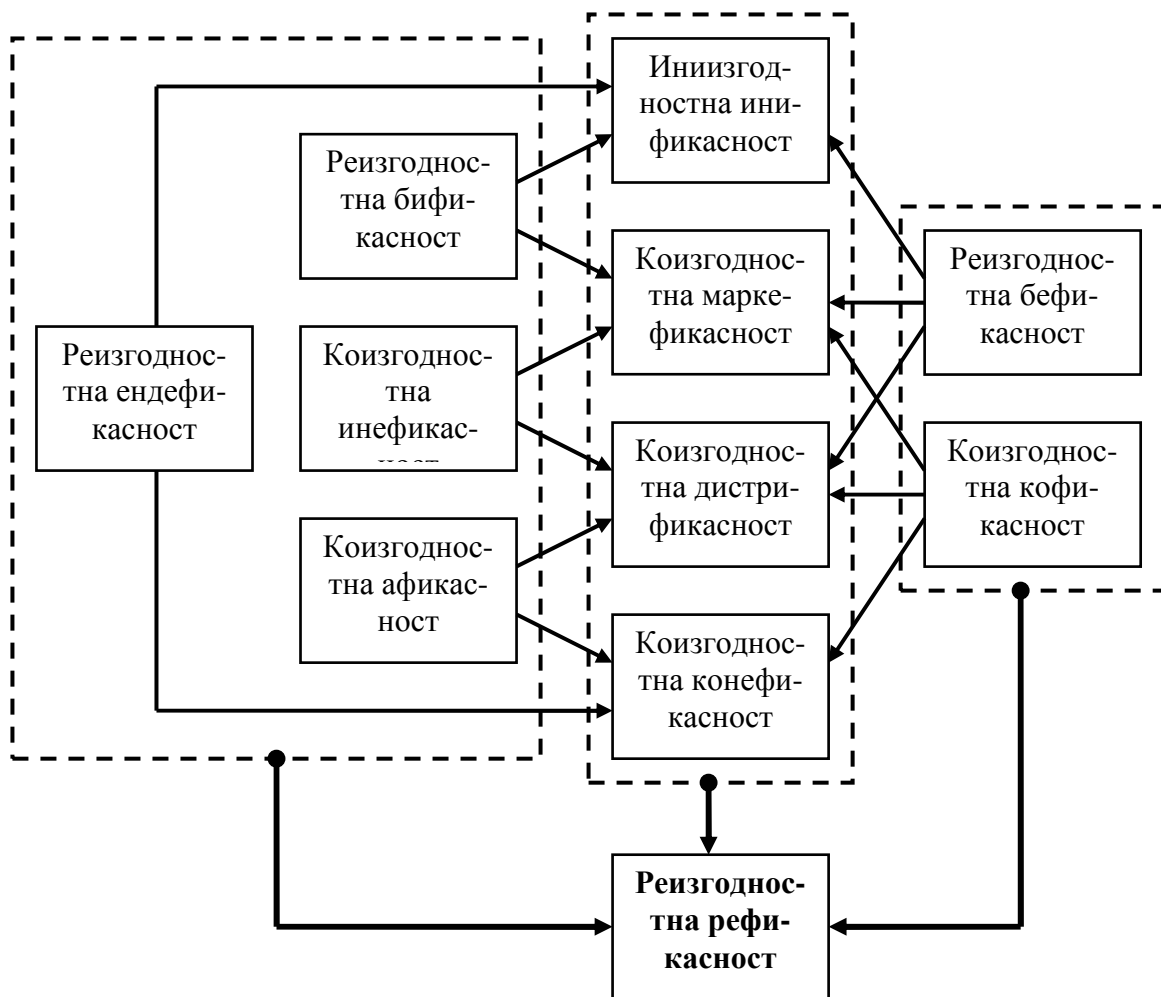 Иниизгод-
ностна ини-
фикасност
Реизгоднос-
тна бифи-
касност
Коизгоднос-
тна марке-
фикасност
Реизгоднос-
тна бефи-
касност
Реизгоднос-
тна ендефи-
касност
Коизгоднос-
тна
инефикас-
ност
Коизгоднос-
тна дистри-
фикасност
Коизгоднос-
тна кофи-
касност
Коизгоднос-
тна афикас-
ност
Коизгоднос-
тна конефи-
касност
Реизгоднос-
тна рефи-
касност